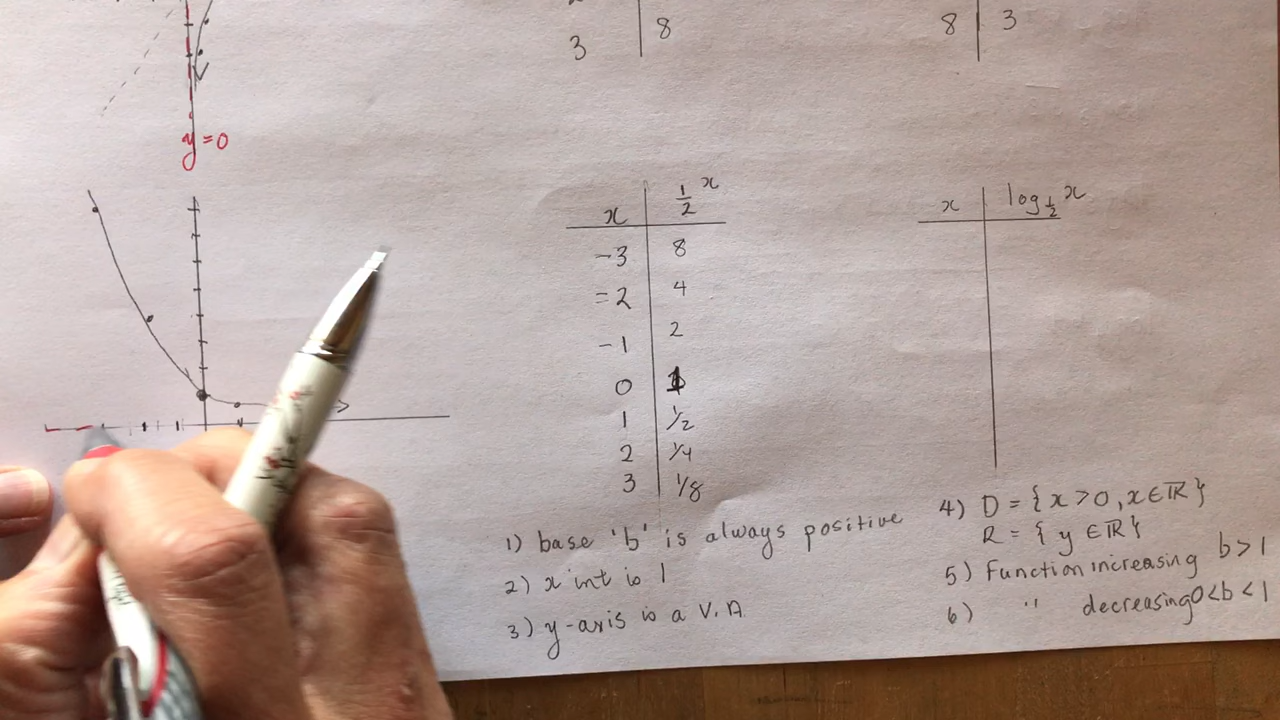 8
8 3
3
y = 0
x 1/2 x
-3 8
=2 4
-1 2
0 1
1 1/2
2 1/4
3 1/8
x log 1/2 x
1) base 'b' is always positive
2) x int is 1
3) y-axis is a V.A
4) D = { x > 0, x ∈ ℝ }
R = { y ∈ ℝ }
5) Function increasing b > 1
6) " decreasing 0 < b < 1